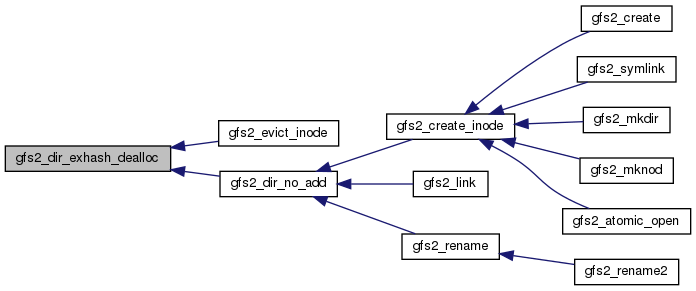 gfs2_dir_exhash_dealloc
gfs2_evict_inode
gfs2_dir_no_add
gfs2_create_inode
gfs2_link
gfs2_rename
gfs2_create
gfs2_symlink
gfs2_mkdir
gfs2_mknod
gfs2_atomic_open
gfs2_rename2